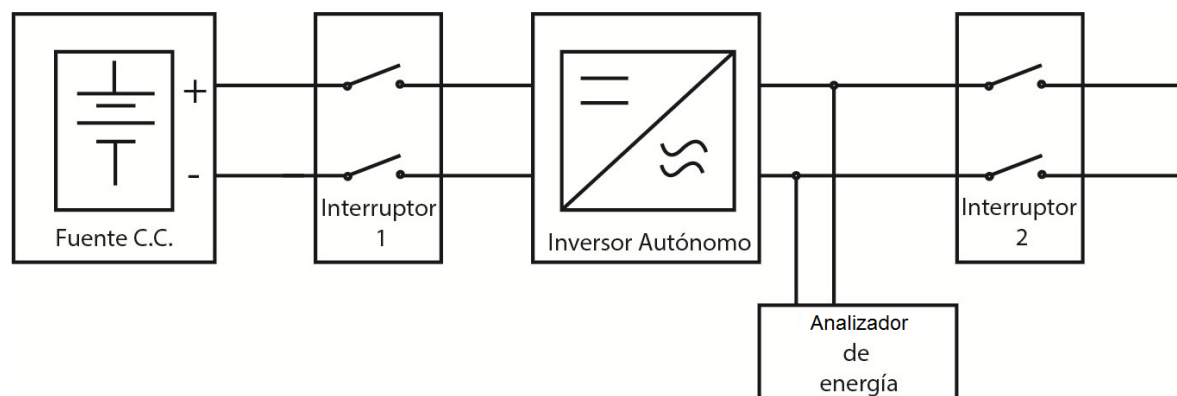 +
-
Fuente C.C.
Interruptor
1
Inversor Autónomo
Interruptor
2
Analizador
de
energía